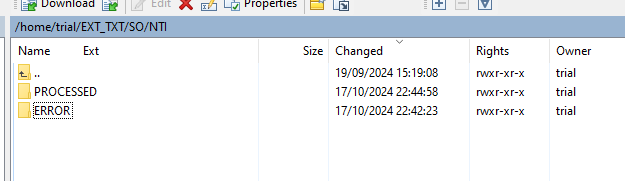 Download Edit Properties
/home/trial/EXT_TXT/SO/NTI
Name Ext Size Changed Rights Owner
.. 19/09/2024 15:19:08 rwxr-xr-x trial
PROCESSED 17/10/2024 22:44:58 rwxr-xr-x trial
ERROR 17/10/2024 22:42:23 rwxr-xr-x trial